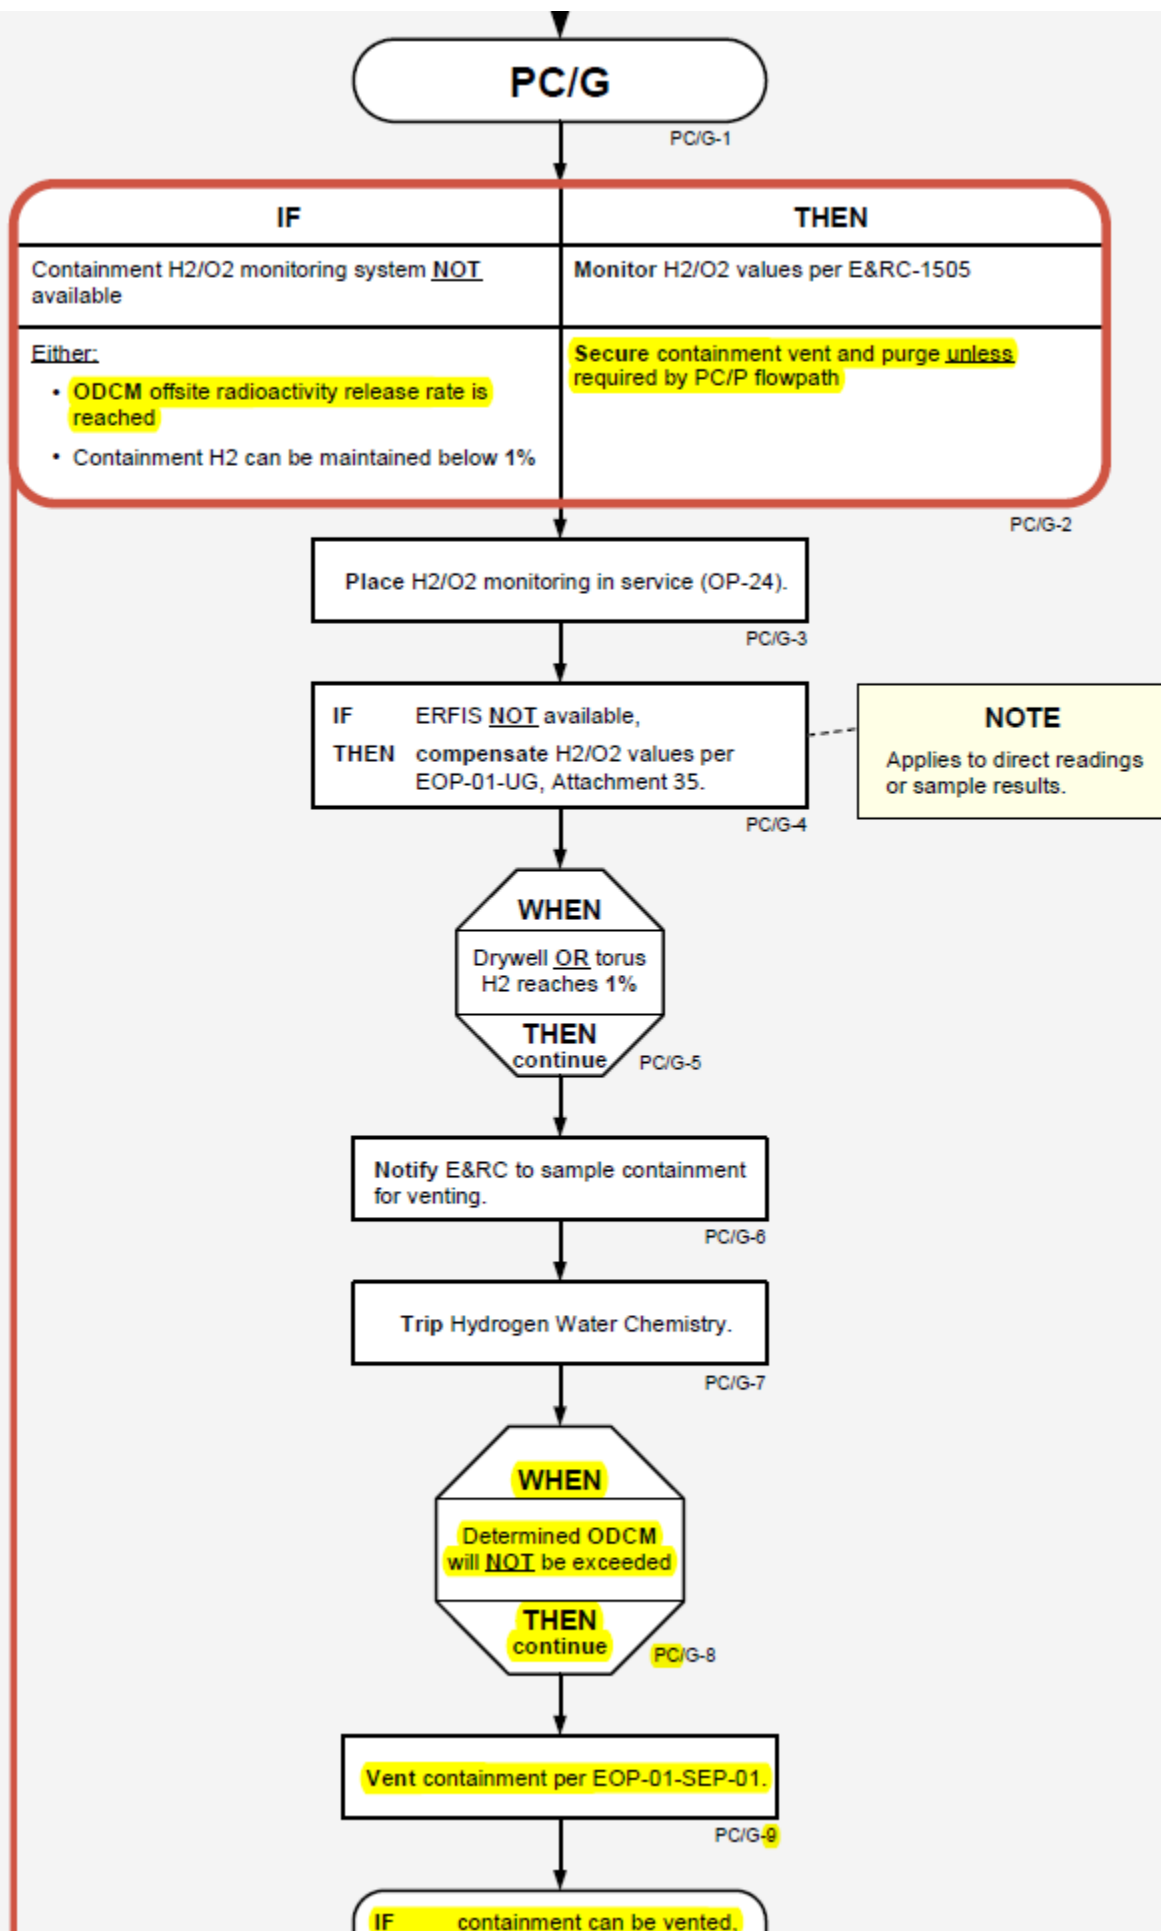 PC/G
PC/G-1
IF
THEN
Containment H2/O2 monitoring system NOT
available
Monitor H2/O2 values per E&RC-1505
Either:
• ODCM offsite radioactivity release rate is
reached
• Containment H2 can be maintained below 1%
Secure containment vent and purge unless
required by PC/P flowpath
PC/G-2
Place H2/O2 monitoring in service (OP-24).
PC/G-3
IF ERFIS NOT available,
THEN compensate H2/O2 values per
EOP-01-UG, Attachment 35.
PC/G-4
NOTE
Applies to direct readings
or sample results.
WHEN
Drywell OR torus
H2 reaches 1%
THEN
continue
PC/G-5
Notify E&RC to sample containment
for venting.
PC/G-6
Trip Hydrogen Water Chemistry.
PC/G-7
WHEN
Determined ODCM
will NOT be exceeded
THEN
continue
PC/G-8
Vent containment per EOP-01-SEP-01.
PC/G-9
IF containment can be vented,